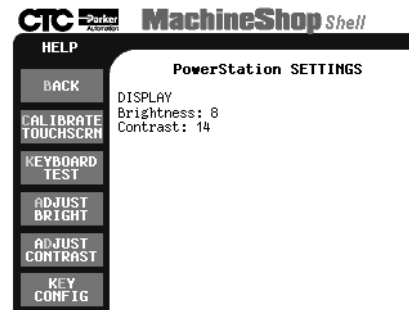 CTC Parker Automation MachineShop Shell
HELP
PowerStation SETTINGS
BACK
DISPLAY
Brightness: 8
Contrast: 14
CALIBRATE
TOUCHSCRN
KEYBOARD
TEST
ADJUST
BRIGHT
ADJUST
CONTRAST
KEY
CONFIG